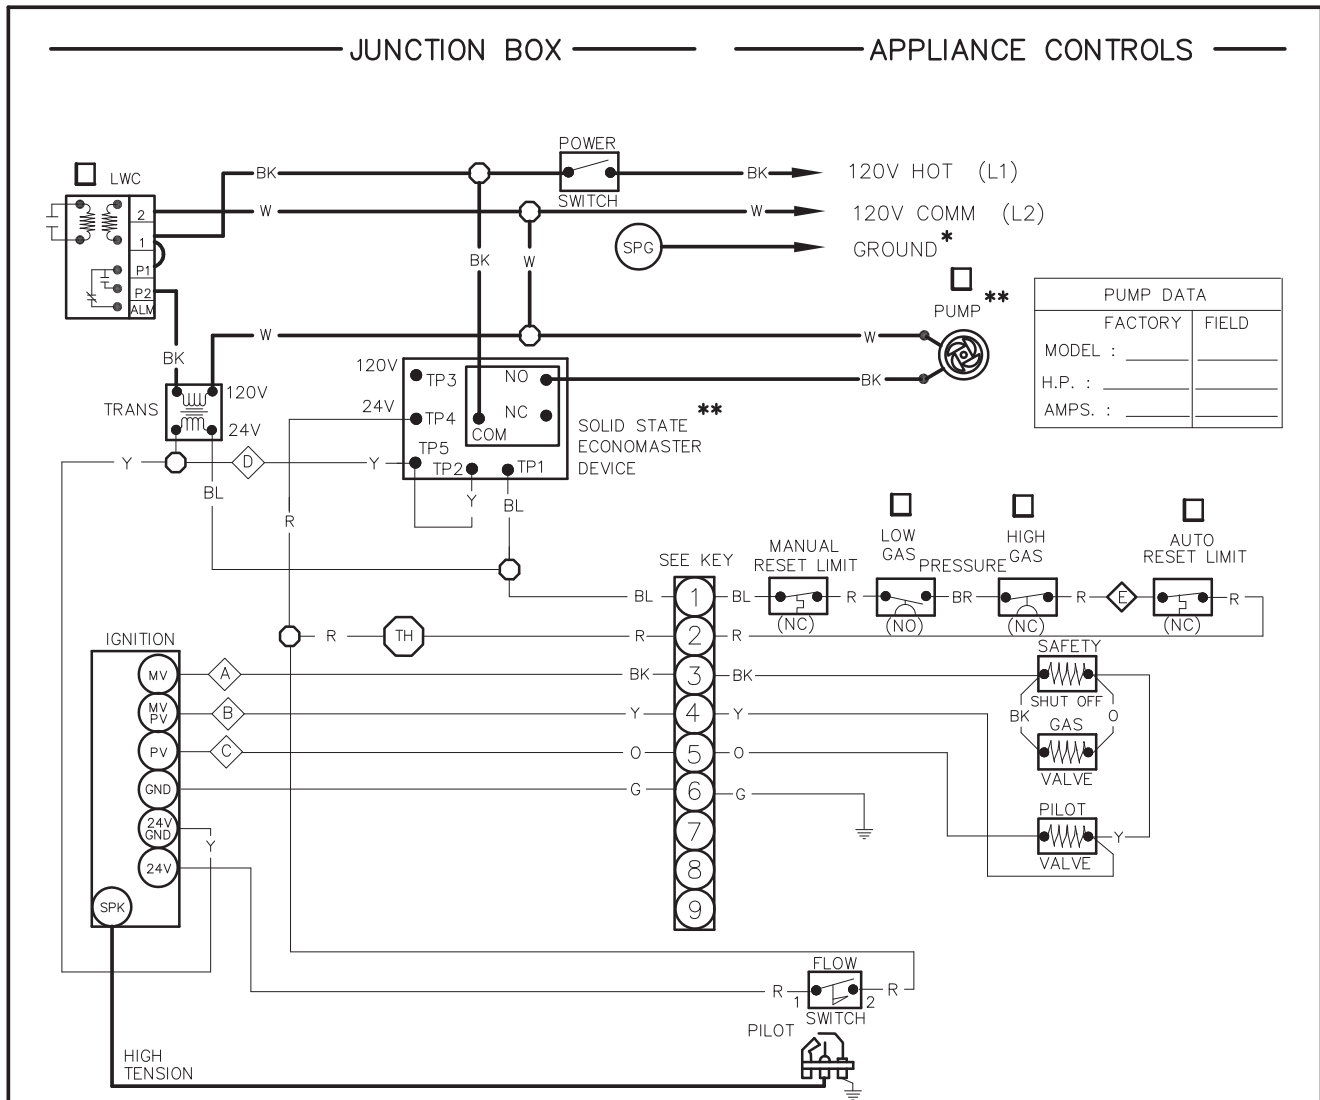 JUNCTION BOX
APPLIANCE CONTROLS
POWER
SWITCH
LWC
BK
BK
120V HOT (L1)
2
W
W
120V COMM (L2)
1
SPG
GROUND*
P1
BK
W
P2
ALM
PUMP **
PUMP DATA
FACTORY FIELD
MODEL :
H.P. :
AMPS. :
W
W
BK
BK
TRANS
120V
24V
120V
TP3
NO
24V
TP4
NC
COM
TP5
TP2
TP1
SOLID STATE **
ECONOMASTER
DEVICE
Y
D
Y
BL
Y
BL
R
SEE KEY
MANUAL
RESET LIMIT
LOW
GAS
PRESSURE
HIGH
GAS
AUTO
RESET LIMIT
BL
1
BL
R
BR
R
E
R
(NC)
(NO)
(NC)
(NC)
R
TH
R
2
R
IGNITION
SAFETY
SHUT OFF
MV
A
BK
3
BK
MV
PV
B
Y
4
Y
BK
O
GAS
VALVE
PV
C
O
5
O
GND
G
6
G
24V
GND
Y
7
PILOT
VALVE
Y
24V
8
SPK
9
FLOW
SWITCH
R
1
2
R
PILOT
HIGH
TENSION